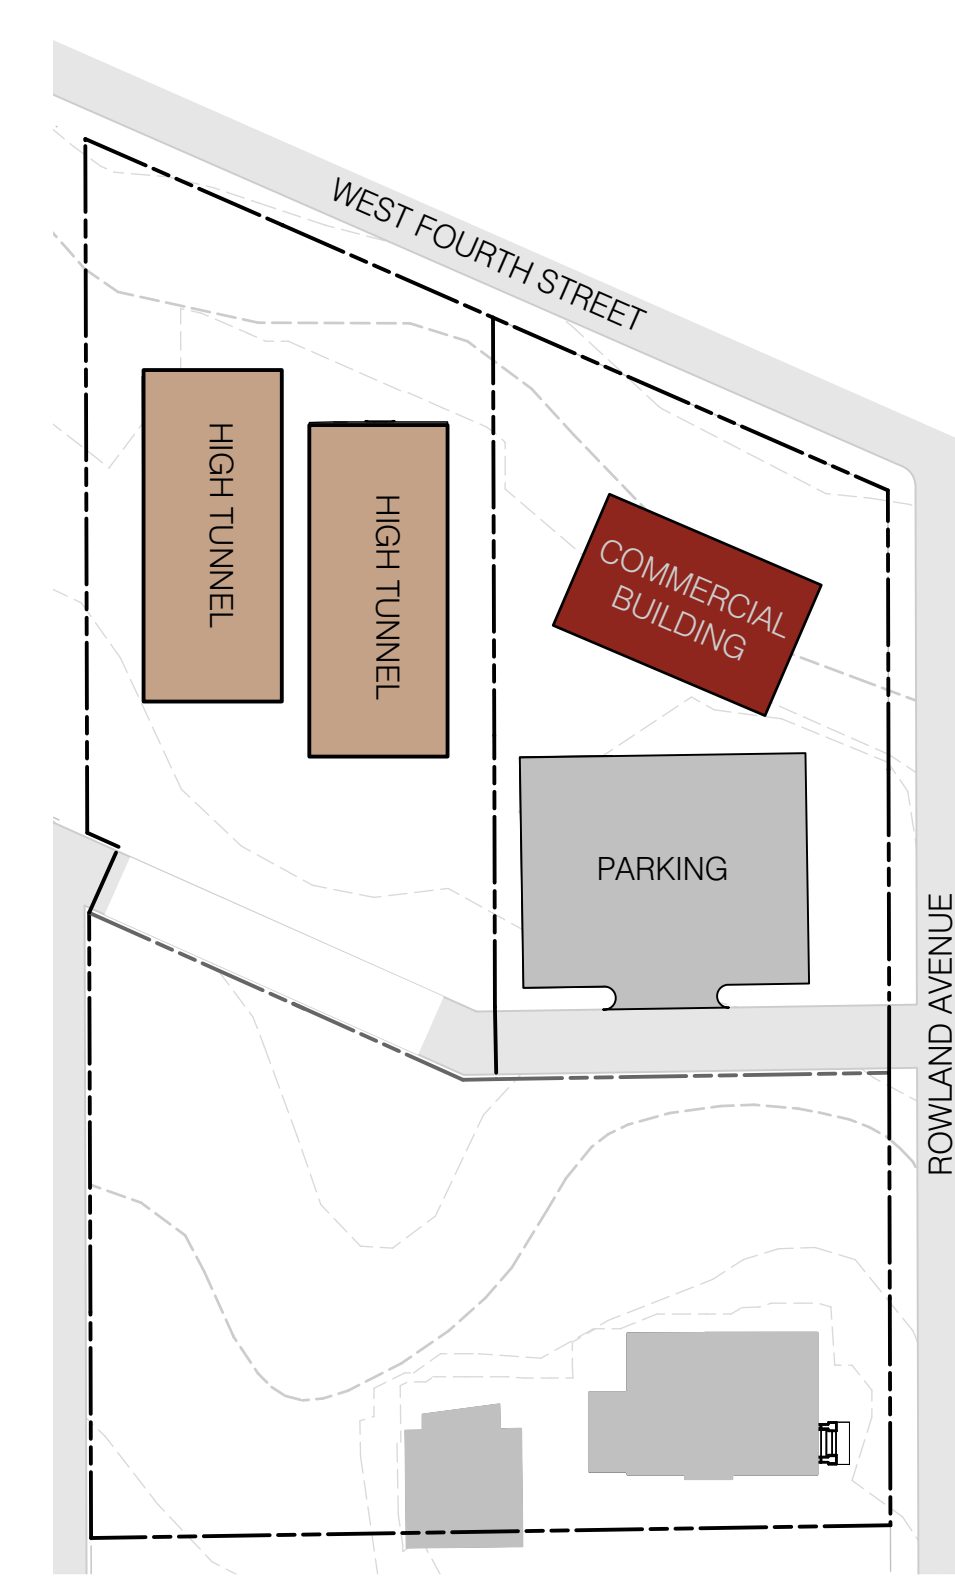 WEST FOURTH STREET
HIGH TUNNEL
HIGH TUNNEL
COMMERCIAL
BUILDING
PARKING
ROWLAND AVENUE